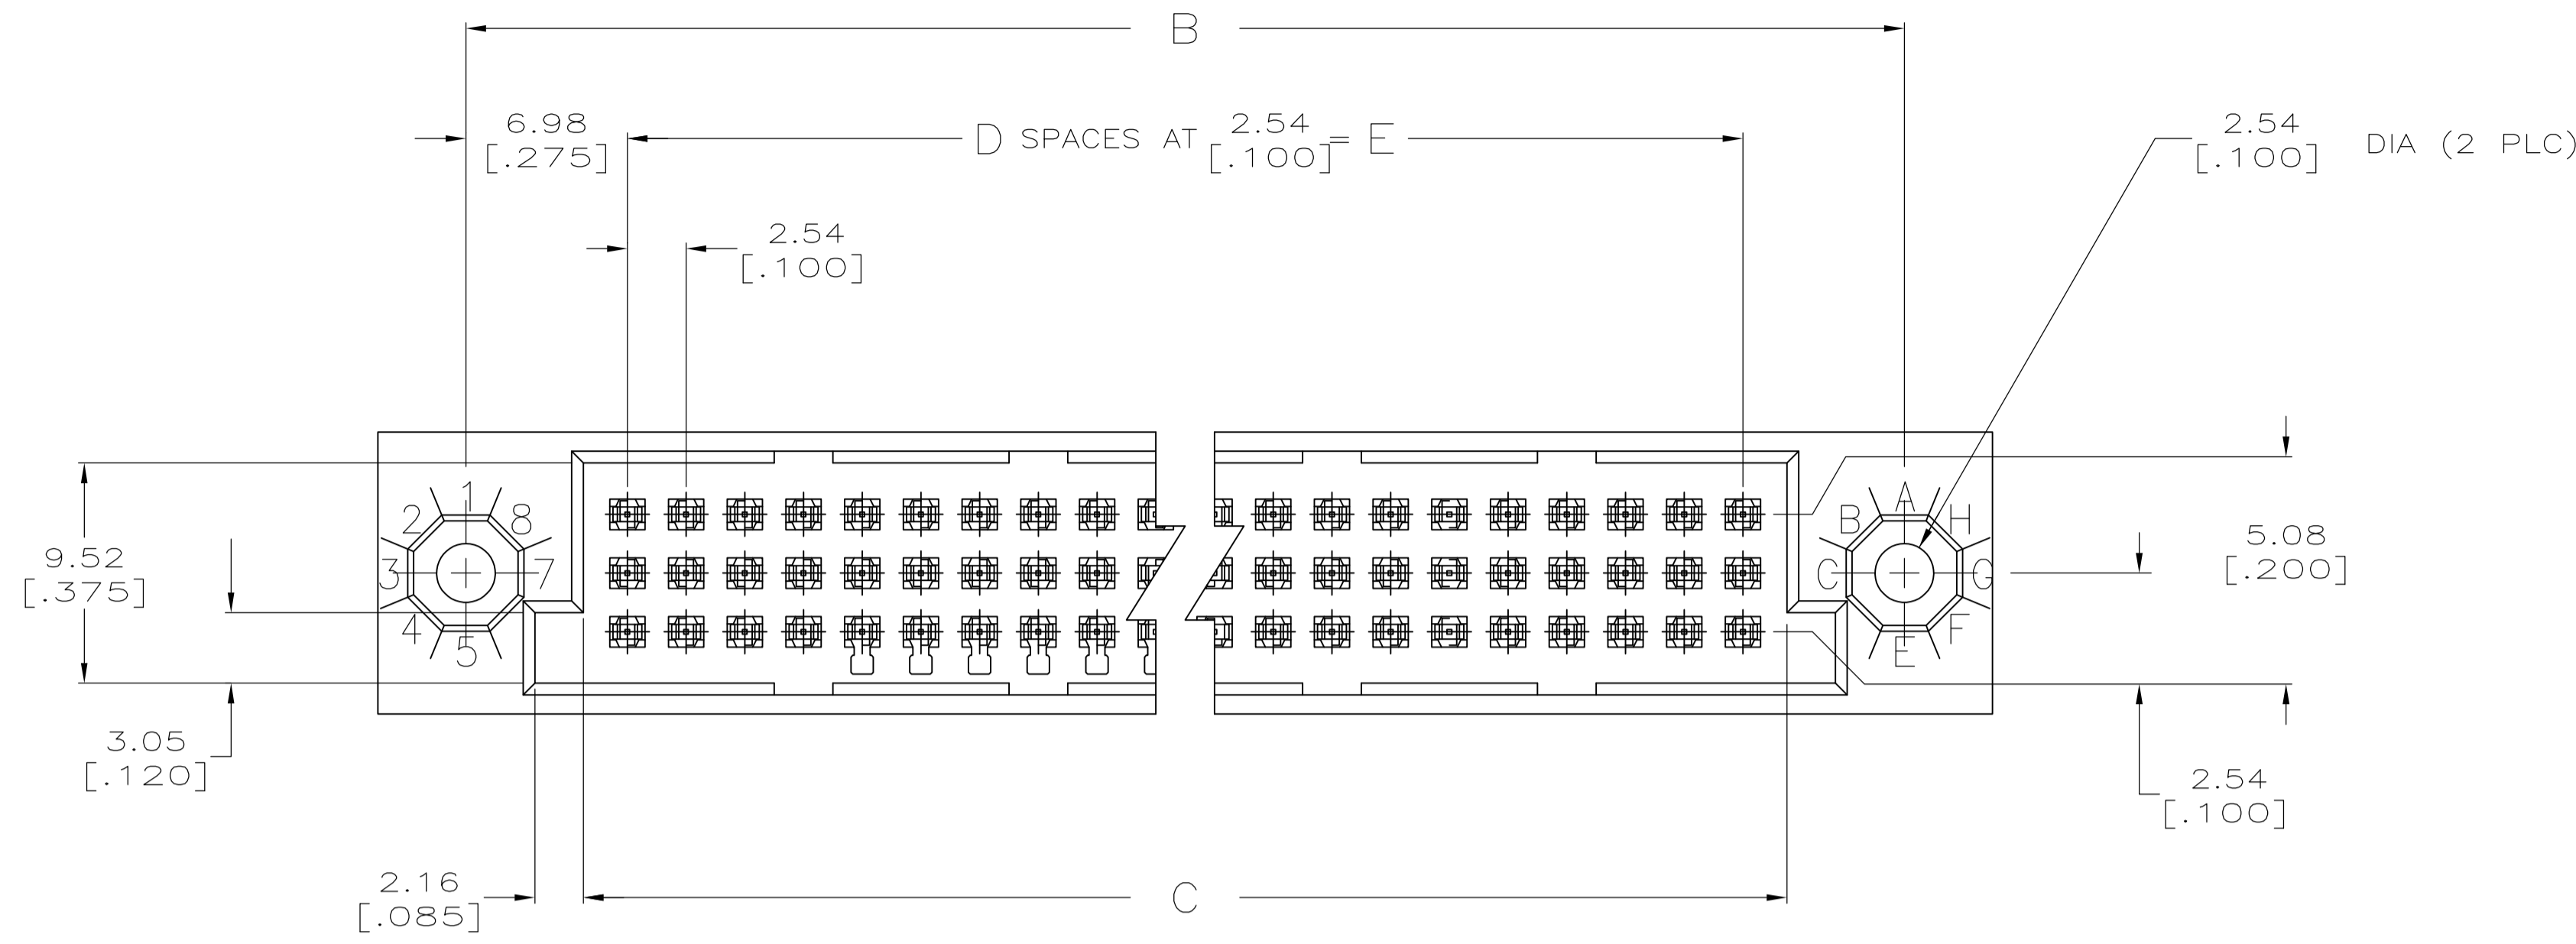 B
6.98
[.275]
D SPACES AT 2.54 = E
[.100]
2.54
[.100]
DIA (2 PLC)
2.54
[.100]
1
2
8
3
7
4
5
A
B
H
C
G
F
E
9.52
[.375]
5.08
[.200]
3.05
[.120]
2.54
[.100]
2.16
[.085]
C